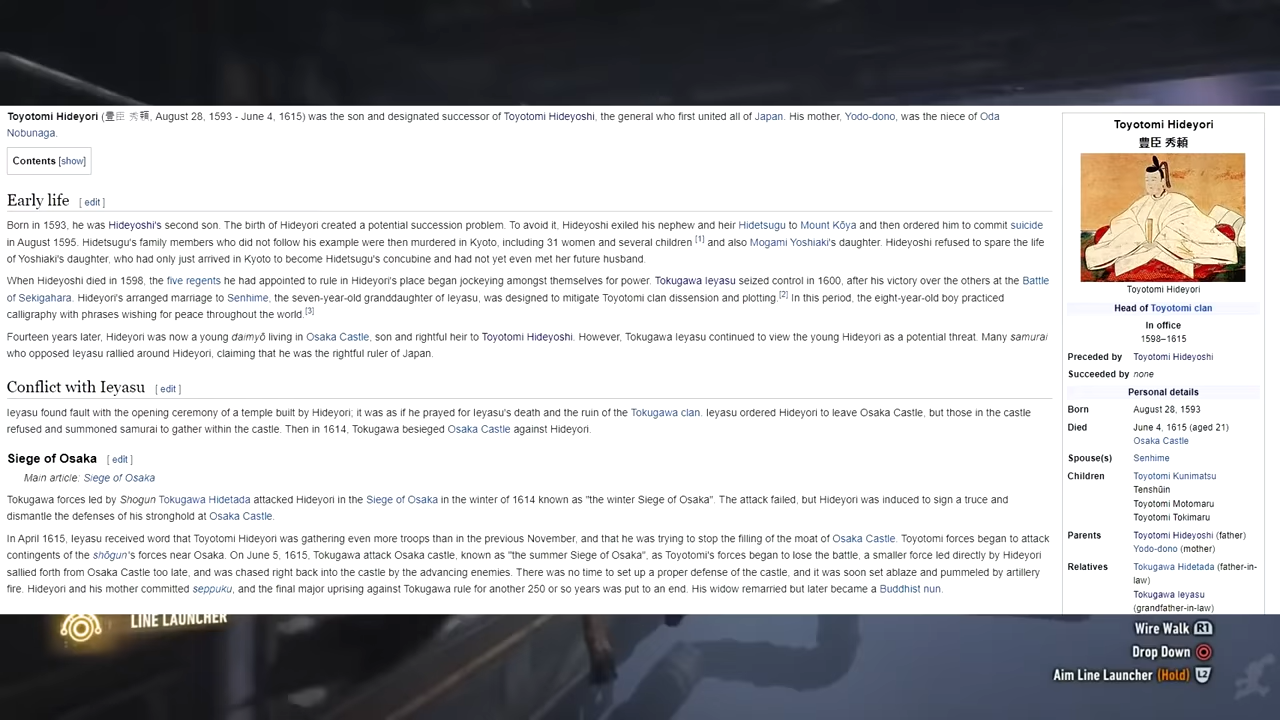 Toyotomi Hideyori (豊臣 秀頼, August 28, 1593 - June 4, 1615) was the son and designated successor of Toyotomi Hideyoshi, the general who first united all of Japan. His mother, Yodo-dono, was the niece of Oda
Nobunaga.
Contents [show]
Early life [ edit ]
Born in 1593, he was Hideyoshi's second son. The birth of Hideyori created a potential succession problem. To avoid it, Hideyoshi exiled his nephew and heir Hidetsugu to Mount Kōya and then ordered him to commit suicide
in August 1595. Hidetsugu's family members who did not follow his example werethen murdered in Kyoto, including 31 women and several children [1] and also Mogami Yoshiaki's daughter. Hideyoshi refused to spare the life
of Yoshiaki's daughter, who had only just arrived in Kyoto to become Hidetsugu's concubine and had not yet even met her future husband.
When Hideyoshi died in 1598, the five regents he had appointed to rule in Hideyori's place began jockeying amongst themselves for power. Tokugawa Ieyasu seized control in 1600, after his victory over the others at the Battle
of Sekigahara. Hideyori's arranged marriage to Senhime, the seven-year-old granddaughter of Ieyasu, was designed to mitigate Toyotomi clan dissension and plotting.[2] In this period, the eight-year-old boy practiced
calligraphy with phrases wishing for peace throughout the world.[3]
Fourteen years later, Hideyori was now a young daimyō living in Osaka Castle, son and rightful heir to Toyotomi Hideyoshi. However, Tokugawa Ieyasu continued to view the young Hideyori as a potential threat. Many samurai
who opposed Ieyasu rallied around Hideyori, claiming that he was the rightful ruler of Japan.
Conflict with Ieyasu [ edit ]
Ieyasu found fault with the opening ceremony of a temple built by Hideyori; it was as if he prayed for Ieyasu's death and the ruin of the Tokugawa clan. Ieyasu ordered Hideyori to leave Osaka Castle, but those in the castle
refused and summoned samurai to gather within the castle. Then in 1614, Tokugawa besieged Osaka Castle against Hideyori.
Siege of Osaka [ edit ]
Main article: Siege of Osaka
Tokugawa forces led by Shogun Tokugawa Hidetada attacked Hideyori in the Siege of Osaka in the winter of 1614 known as "the winter Siege of Osaka". The attack failed, but Hideyori was induced to sign a truce and
dismantle the defenses of his stronghold at Osaka Castle.
In April 1615, Ieyasu received word that Toyotomi Hideyori was gathering even more troops than in the previous November, and that he was trying to stop the filling of the moat of Osaka Castle. Toyotomi forces began to attack
contingents of the shōgun's forces near Osaka. On June 5, 1615, Tokugawa attack Osaka castle, known as "the summer Siege of Osaka", as Toyotomi's forces began to lose the battle, a smaller force led directly by Hideyori
sallied forth from Osaka Castle too late, and was chased right back into the castle by the advancing enemies. There was no time to set up a proper defense of the castle, and it was soon set ablaze and pummeled by artillery
fire. Hideyori and his mother committed seppuku, and the final major uprising against Tokugawa rule for another 250 or so years was put to an end. His widow remarried but later became a Buddhist nun.
Toyotomi Hideyori
豊臣 秀頼
Toyotomi Hideyori
Head of Toyotomi clan
In office
1598–1615
Preceded by Toyotomi Hideyoshi
Succeeded by none
Personal details
Born August 28, 1593
Died June 4, 1615 (aged 21)
Osaka Castle
Spouse(s) Senhime
Children Toyotomi Kunimatsu
Tenshūin
Toyotomi Motomaru
Toyotomi Tokimaru
Parents Toyotomi Hideyoshi (father)
Yodo-dono (mother)
Relatives Tokugawa Hidetada (father-in-
law)
Tokugawa Ieyasu
(grandfather-in-law)
LINE LAUNCHER
Wire Walk R1
Drop Down
Aim Line Launcher (Hold) L2